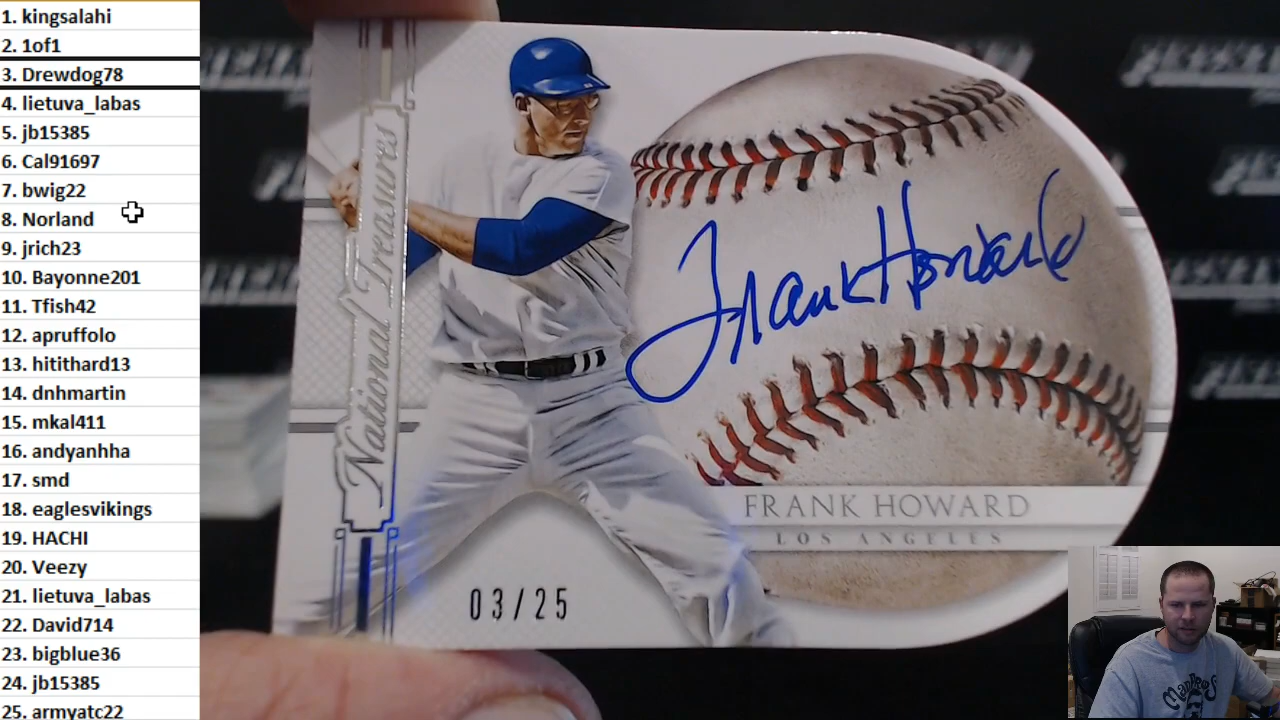 1. kingsalahi
2. 1of1
3. Drewdog78
4. lietuva_labas
5. jb15385
6. Cal91697
7. bwig22
8. Norland
9. jrich23
10. Bayonne201
11. Tfish42
12. apruffolo
13. hitithard13
14. dnhmartin
15. mkal411
16. andyanhha
17. smd
18. eaglesvikings
19. HACHI
20. Veezy
21. lietuva_labas
22. David714
23. bigblue36
24. jb15385
25. armyatc22
National Treasures
Frank Howard
FRANK HOWARD
LOS ANGELES
03/25